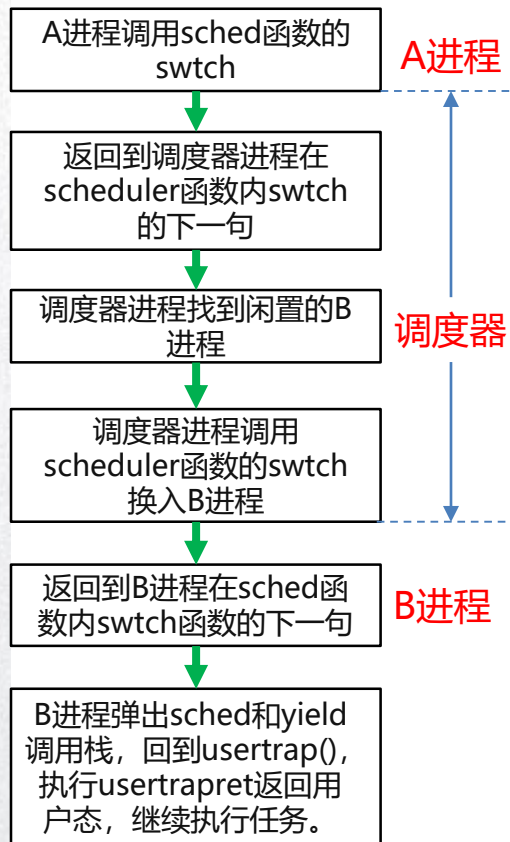 A进程调用sched函数的
swtch
A进程
返回到调度器进程在
scheduler函数内swtch
的下一句
调度器进程找到闲置的B
进程
调度器
调度器进程调用
scheduler函数的swtch
换入B进程
返回到B进程在sched函
数内swtch函数的下一句
B进程
B进程弹出sched和yield
调用栈，回到usertrap()，
执行usertrapret返回用
户态，继续执行任务。